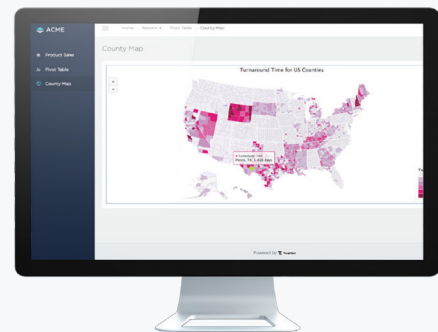 ACME
Home Reports Pivot Table County Map
Product Sales
Pivot Table
County Map
County Map
Turnaround Time for US Counties
Powered by